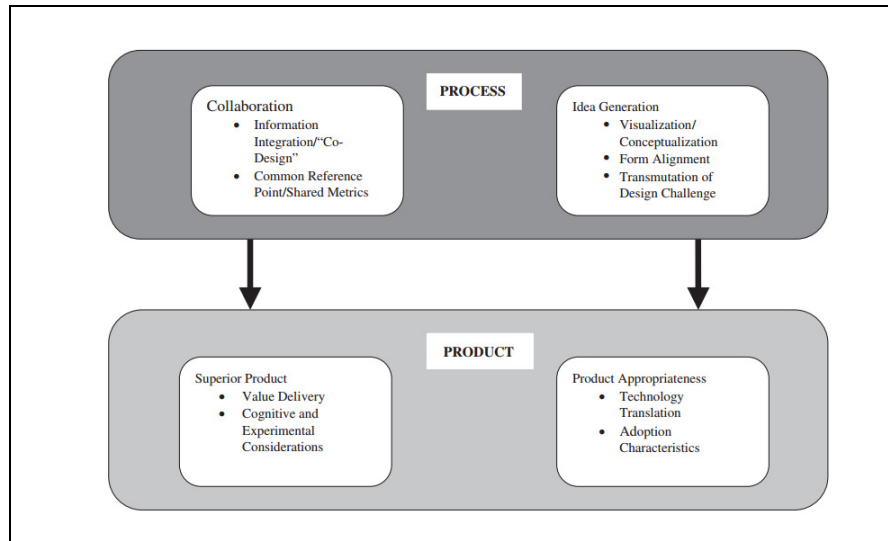 PROCESS
Collaboration
• Information
Integration/“Co-
Design”
• Common Reference
Point/Shared Metrics
Idea Generation
• Visualization/
Conceptualization
• Form Alignment
• Transmutation of
Design Challenge
PRODUCT
Superior Product
• Value Delivery
• Cognitive and
Experimental
Considerations
Product Appropriateness
• Technology
Translation
• Adoption
Characteristics